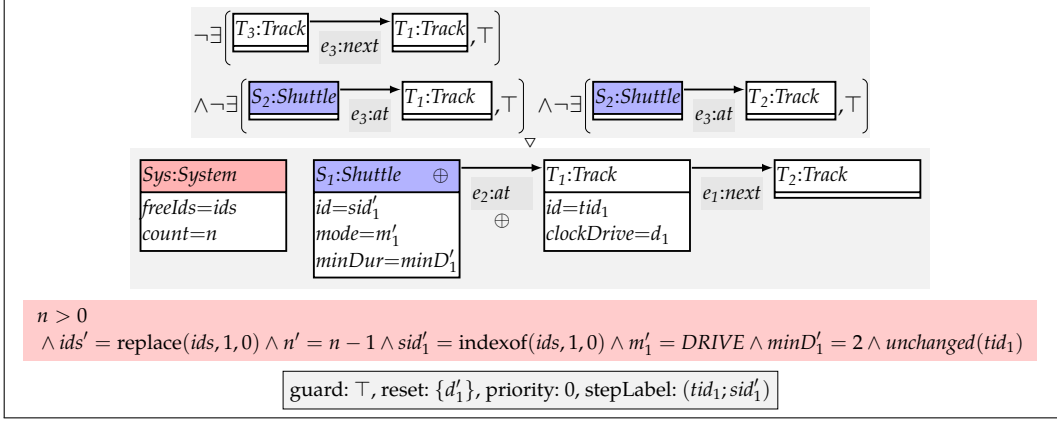 ¬∃ T₃:Track e₃:next T₁:Track ,⊤
∧¬∃ S₂:Shuttle e₃:at T₁:Track ,⊤ ∧¬∃ S₂:Shuttle e₃:at T₂:Track ,⊤
▽
Sys:System
freeIds=ids
count=n
S₁:Shuttle ⊕
id=sid′₁
mode=m′₁
minDur=minD′₁
e₂:at
⊕
T₁:Track
id=tid₁
clockDrive=d₁
e₁:next
T₂:Track
n > 0
∧ ids′ = replace(ids, 1, 0) ∧ n′ = n − 1 ∧ sid′₁ = indexof(ids, 1, 0) ∧ m′₁ = DRIVE ∧ minD′₁ = 2 ∧ unchanged(tid₁)
guard: ⊤, reset: {d′₁}, priority: 0, stepLabel: (tid₁; sid′₁)